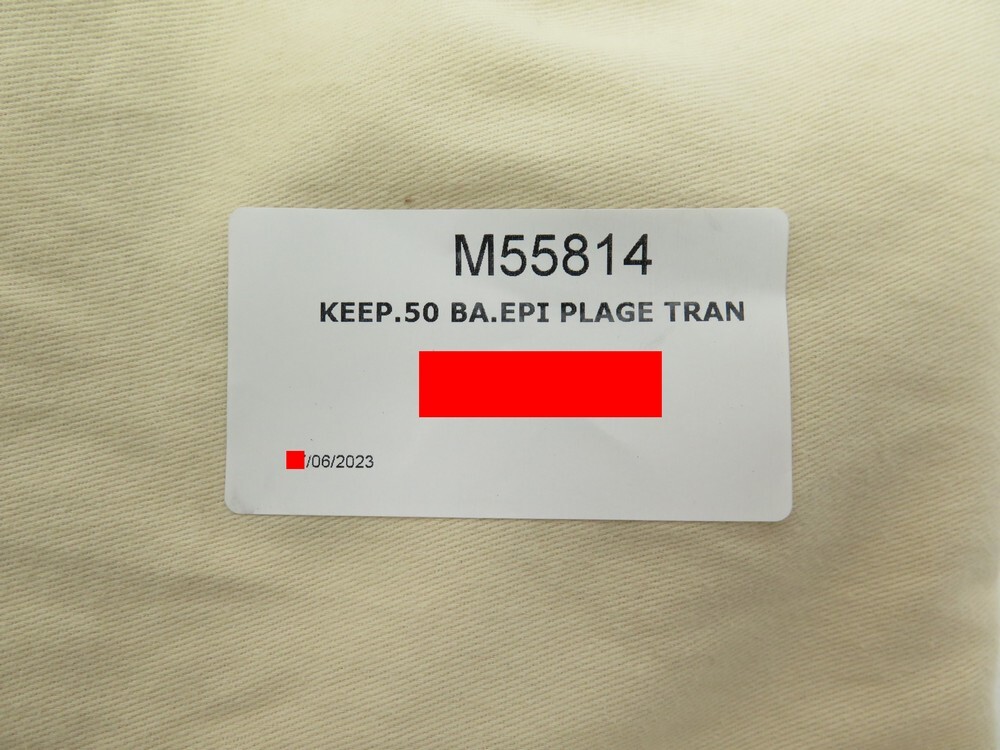 M55814
KEEP.50 BA.EPI PLAGE TRAN
/06/2023